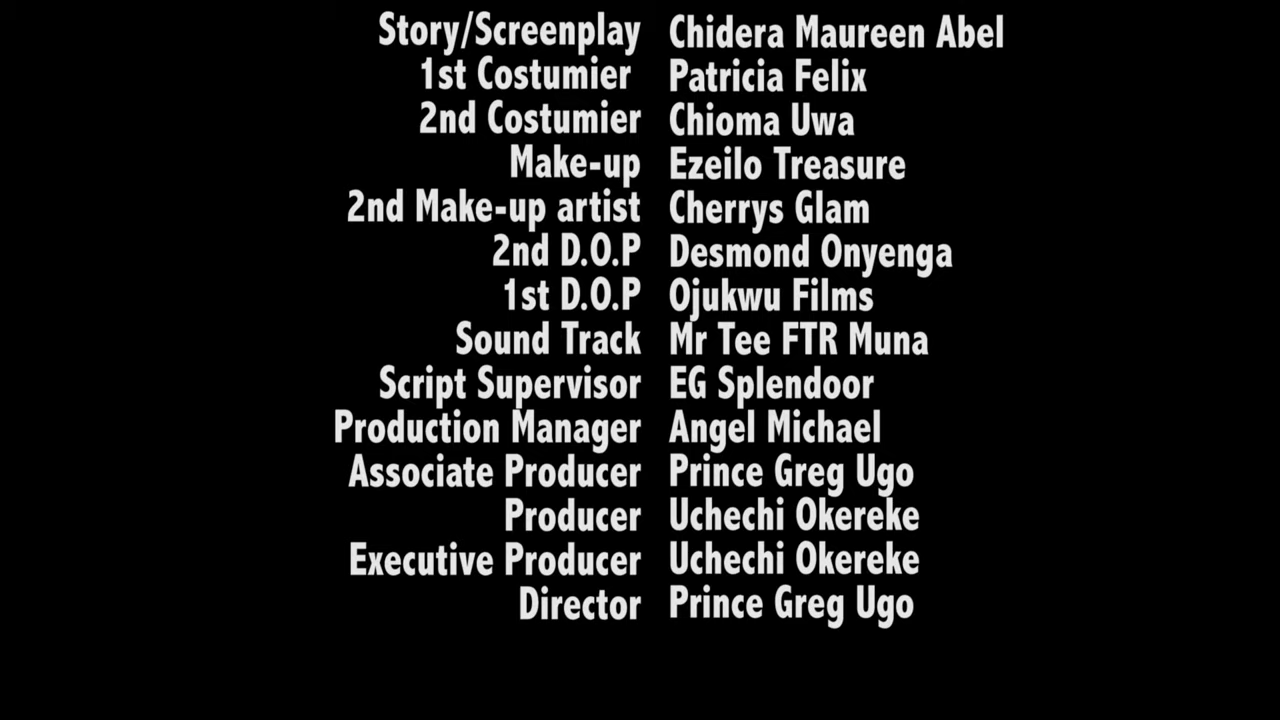 Story/Screenplay Chidera Maureen Abel
1st Costumier Patricia Felix
2nd Costumier Chioma Uwa
Make-up Ezeilo Treasure
2nd Make-up artist Cherrys Glam
2nd D.O.P Desmond Onyenga
1st D.O.P Ojukwu Films
Sound Track Mr Tee FTR Muna
Script Supervisor EG Splendoor
Production Manager Angel Michael
Associate Producer Prince Greg Ugo
Producer Uchechi Okereke
Executive Producer Uchechi Okereke
Director Prince Greg Ugo